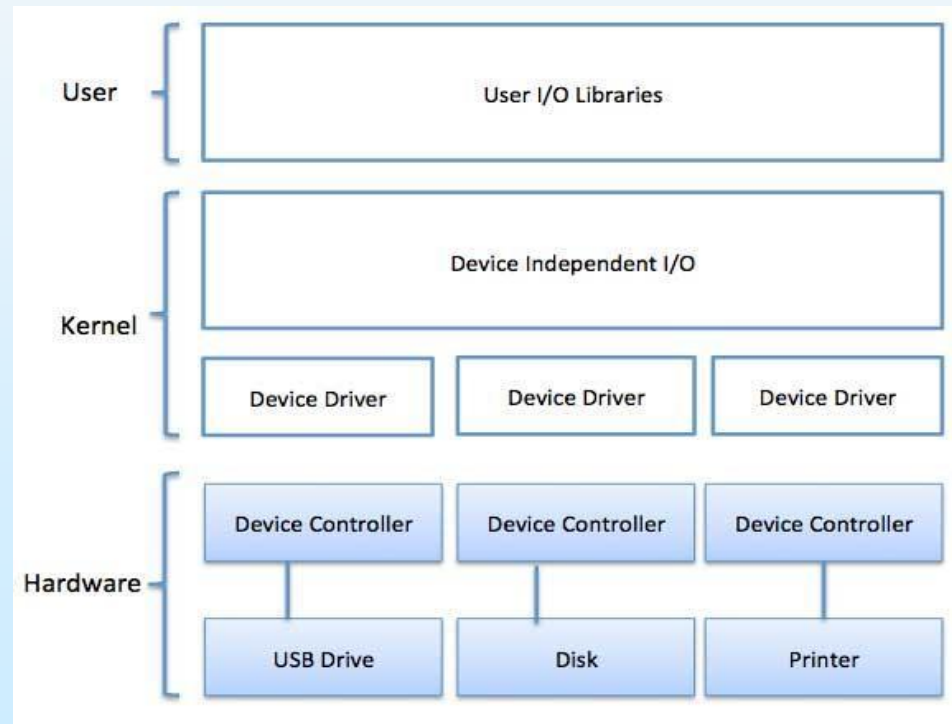 User
User I/O Libraries
Kernel
Device Independent I/O
Device Driver
Device Driver
Device Driver
Hardware
Device Controller
Device Controller
Device Controller
USB Drive
Disk
Printer